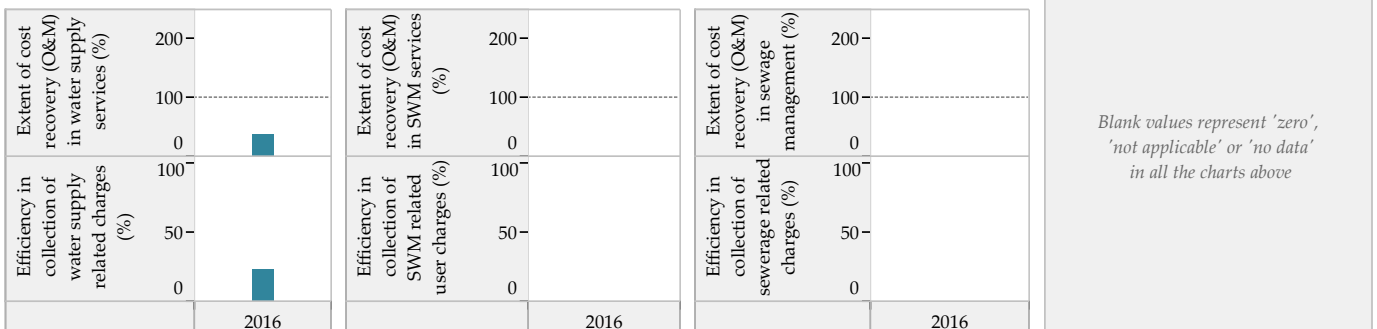 Extent of cost
recovery (O&M)
in water supply
services (%)
200
100
0
Efficiency in
collection of
water supply
related charges
(%)
100
50
0
2016
Extent of cost
recovery (O&M)
in SWM services
(%)
200
100
0
Efficiency in
collection of
SWM related
user charges (%)
100
50
0
2016
Extent of cost
recovery (O&M)
in sewage
management (%)
200
100
0
Efficiency in
collection of
sewerage related
charges (%)
100
50
0
2016
Blank values represent 'zero',
'not applicable' or 'no data'
in all the charts above